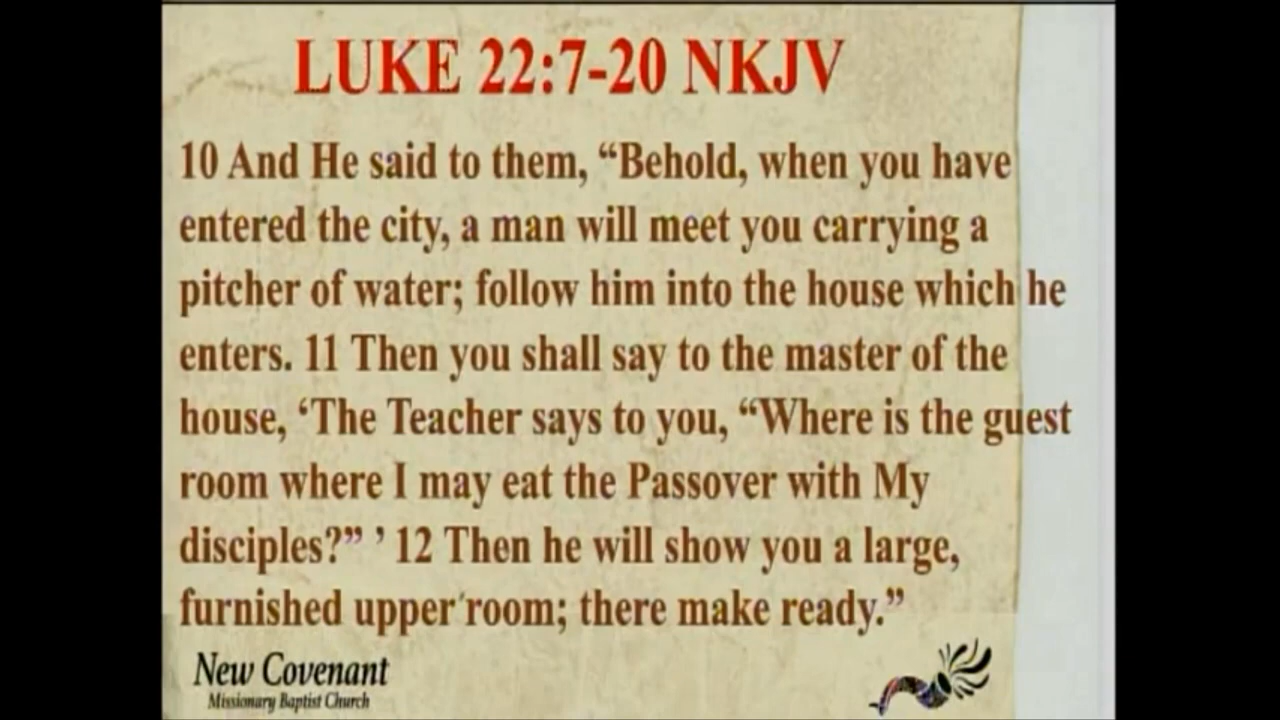 LUKE 22:7-20 NKJV
10 And He said to them, “Behold, when you have
entered the city, a man will meet you carrying a
pitcher of water; follow him into the house which he
enters. 11 Then you shall say to the master of the
house, ‘The Teacher says to you, “Where is the guest
room where I may eat the Passover with My
disciples?” ’ 12 Then he will show you a large,
furnished upper room; there make ready.”
New Covenant
Missionary Baptist Church